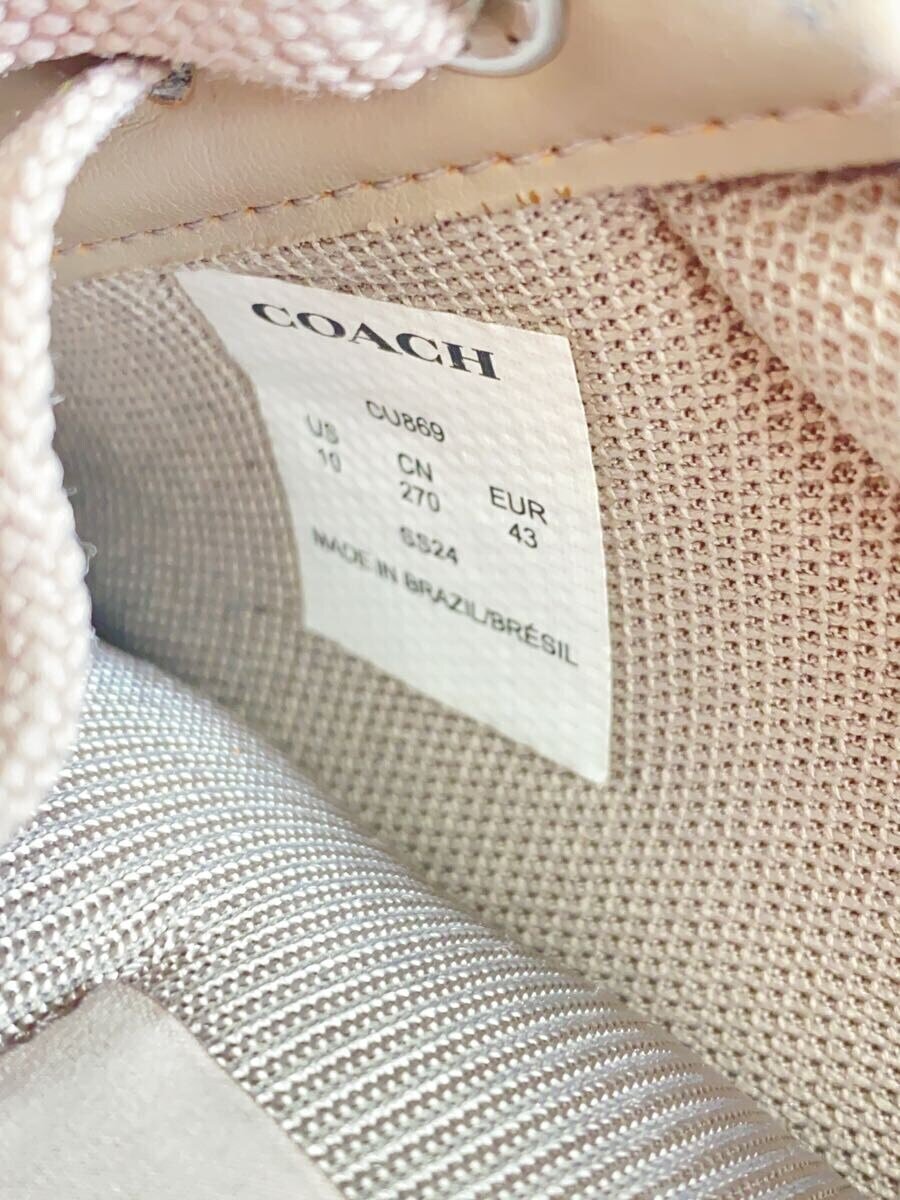 COACH
CU869
US CN EUR
10 270 43
SS24
MADE IN BRAZIL/BRÉSIL